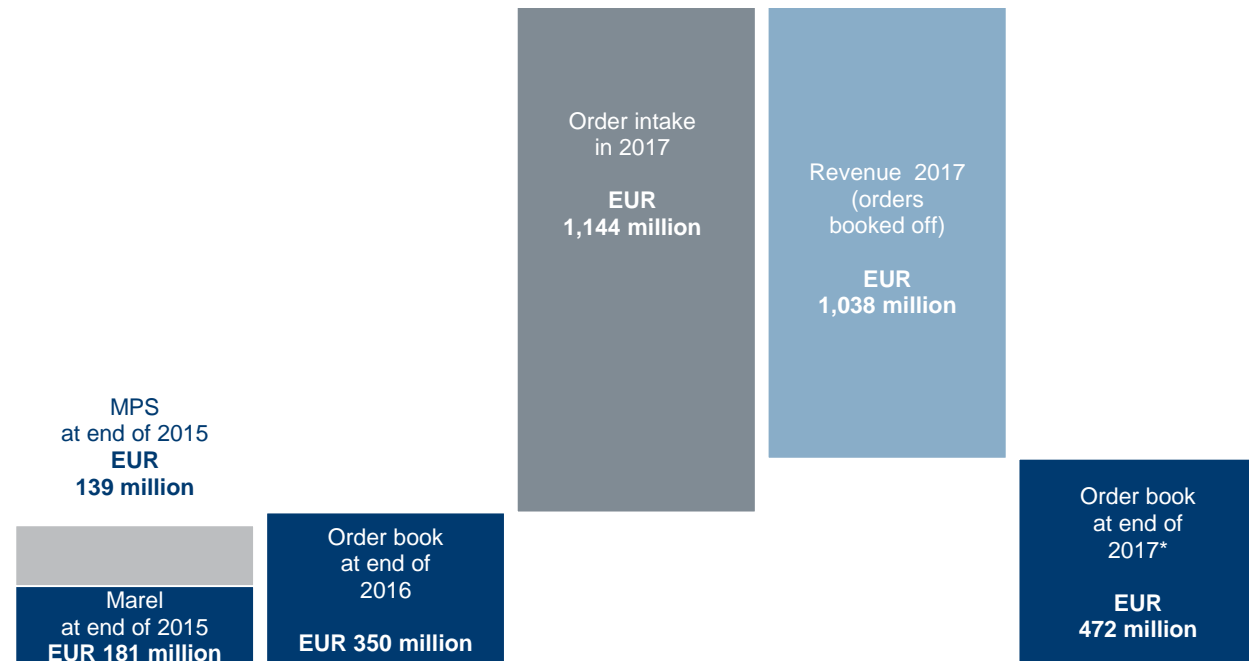 MPS
at end of 2015
EUR
139 million
Marel
at end of 2015
EUR 181 million
Order book
at end of
2016
EUR 350 million
Order intake
in 2017
EUR
1,144 million
Revenue  2017
(orders
booked off)
EUR
1,038 million
Order book
at end of
2017*
EUR
472 million